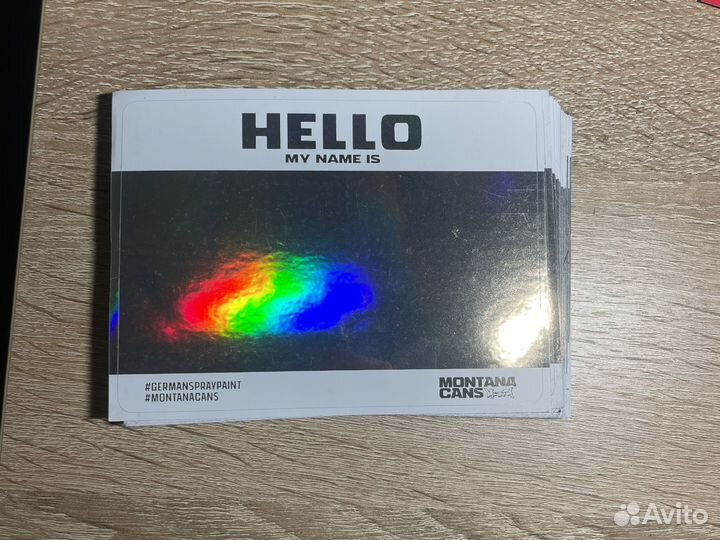 HELLO
MY NAME IS
#GERMANSPRAYPAINT
#MONTANACANS
MONTANA
CANS
Avito